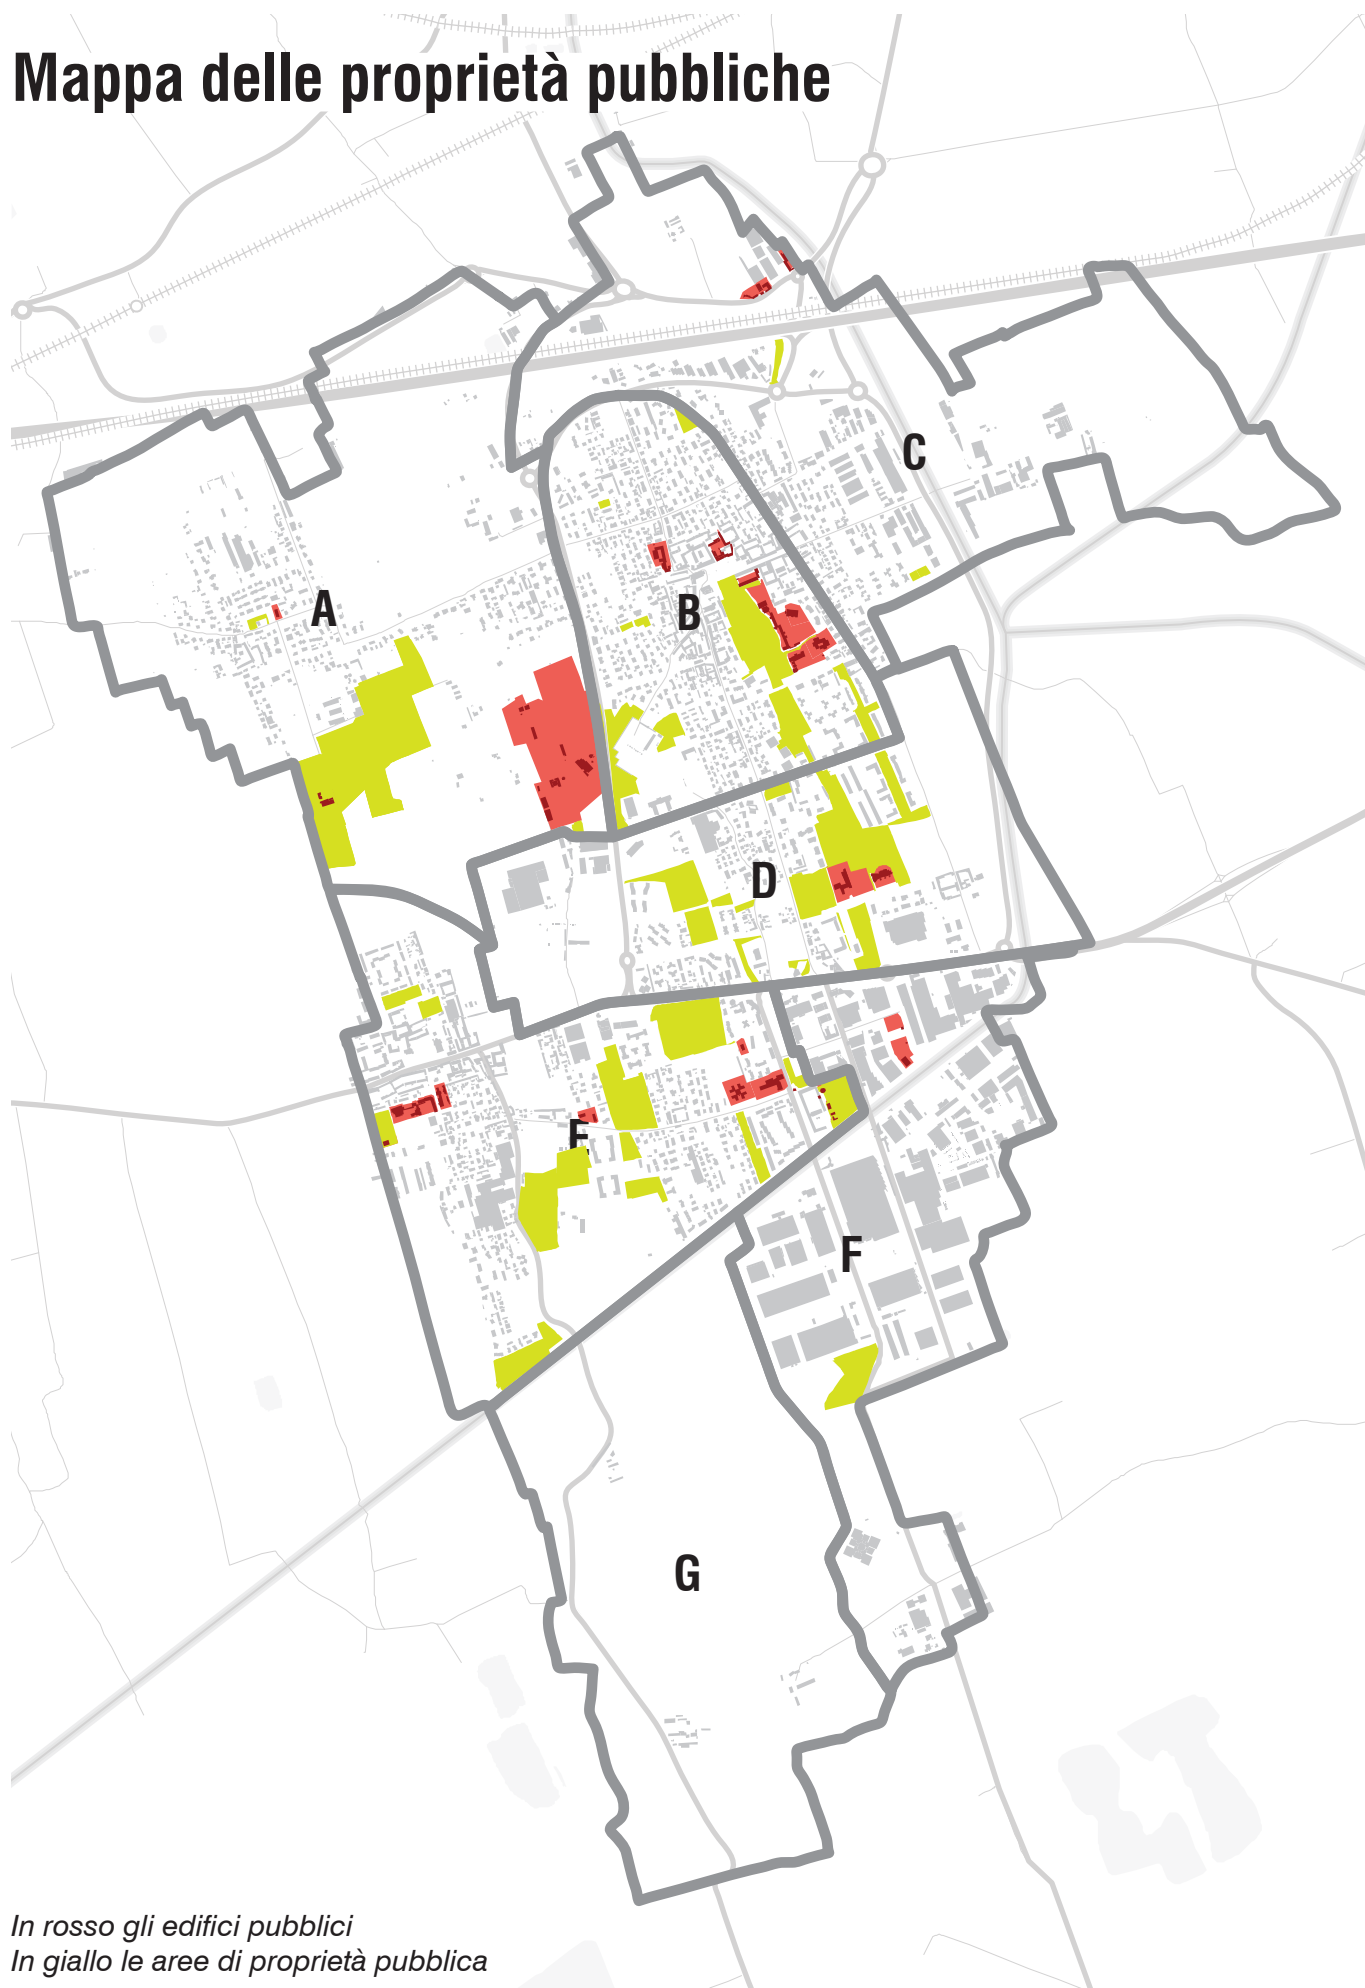 Mappa delle proprietà pubbliche
C
A
B
D
E
F
G
In rosso gli edifici pubblici
In giallo le aree di proprietà pubblica